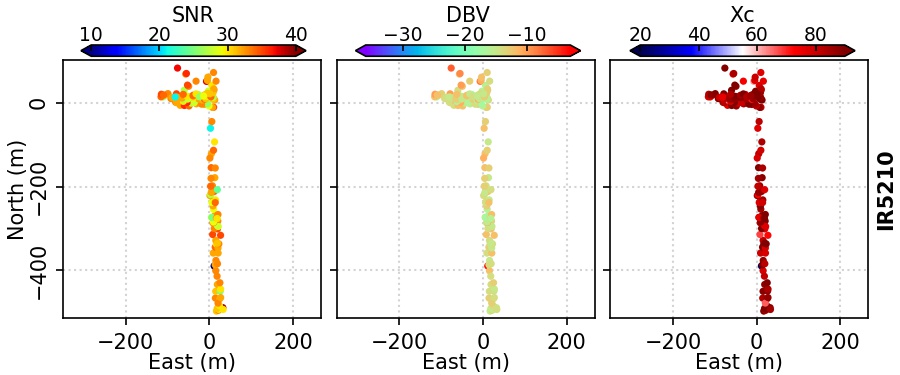 SNR
DBV
Xc
10 20 30 40
−30 −20 −10
20 40 60 80
North (m)
0
−200
−400
IR5210
−200 0 200
−200 0 200
−200 0 200
East (m)
East (m)
East (m)